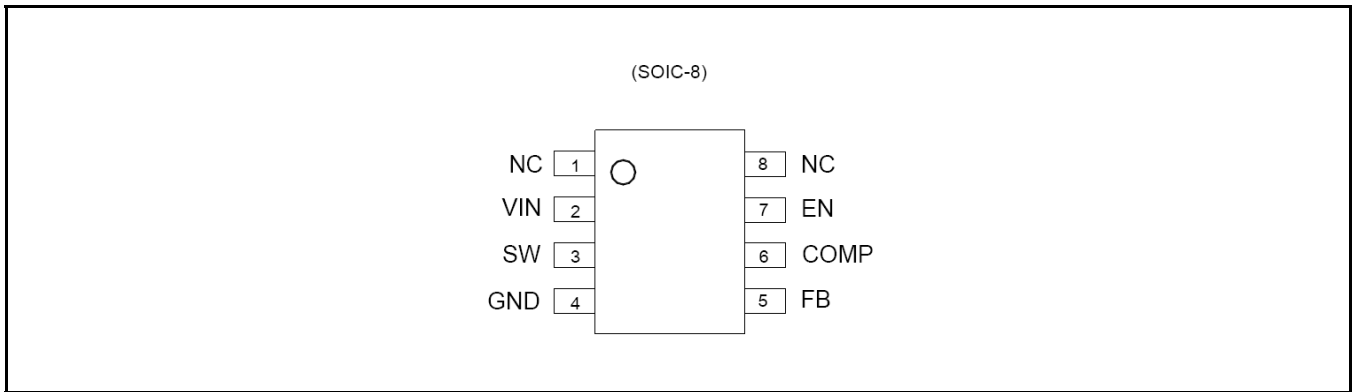 (SOIC-8)
NC 1 8 NC
VIN 2 7 EN
SW 3 6 COMP
GND 4 5 FB